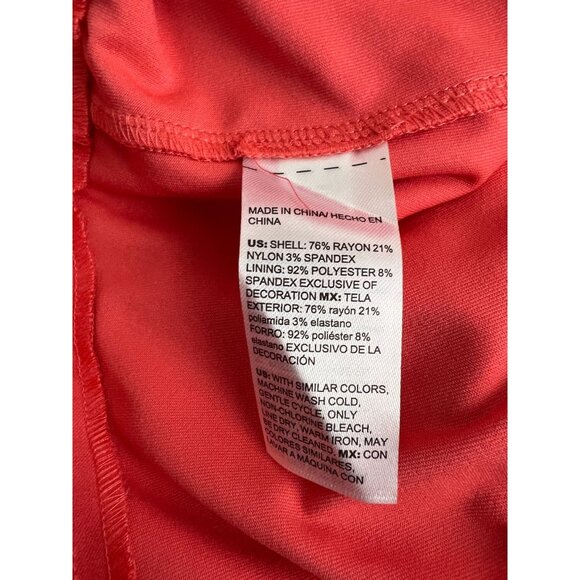 MADE IN CHINA/ HECHO EN
CHINA
US: SHELL: 76% RAYON 21%
NYLON 3% SPANDEX
LINING: 92% POLYESTER 8%
SPANDEX EXCLUSIVE OF
DECORATION MX: TELA
EXTERIOR: 76% rayón 21%
poliamida 3% elastano
FORRO: 92% poliéster 8%
elastano EXCLUSIVO DE LA
DECORACIÓN
US: WITH SIMILAR COLORS,
MACHINE WASH COLD,
GENTLE CYCLE, ONLY
NON-CHLORINE BLEACH,
LINE DRY, WARM IRON, MAY
BE DRY CLEANED. MX: CON
COLORES SIMILARES,
LAVAR A MÁQUINA CON